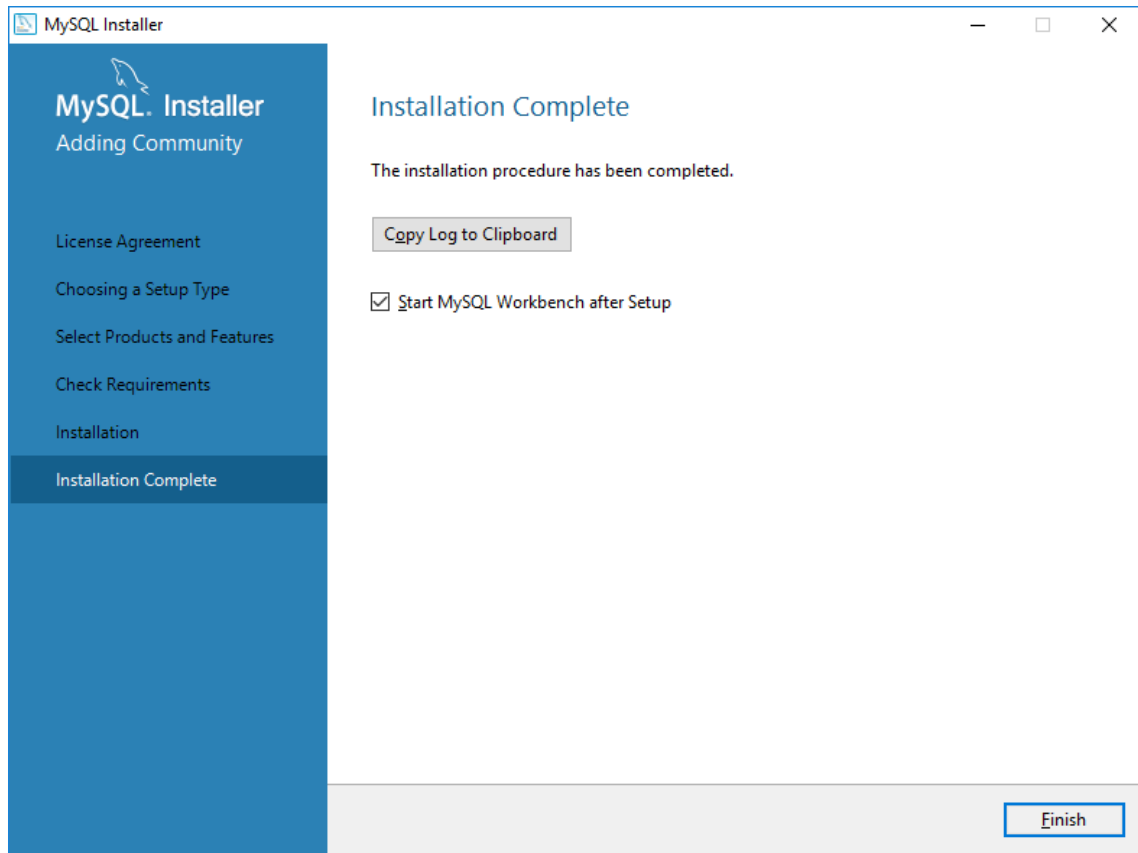 MySQL Installer
MySQL. Installer
Adding Community
License Agreement
Choosing a Setup Type
Select Products and Features
Check Requirements
Installation
Installation Complete
Installation Complete
The installation procedure has been completed.
Copy Log to Clipboard
Start MySQL Workbench after Setup
Finish